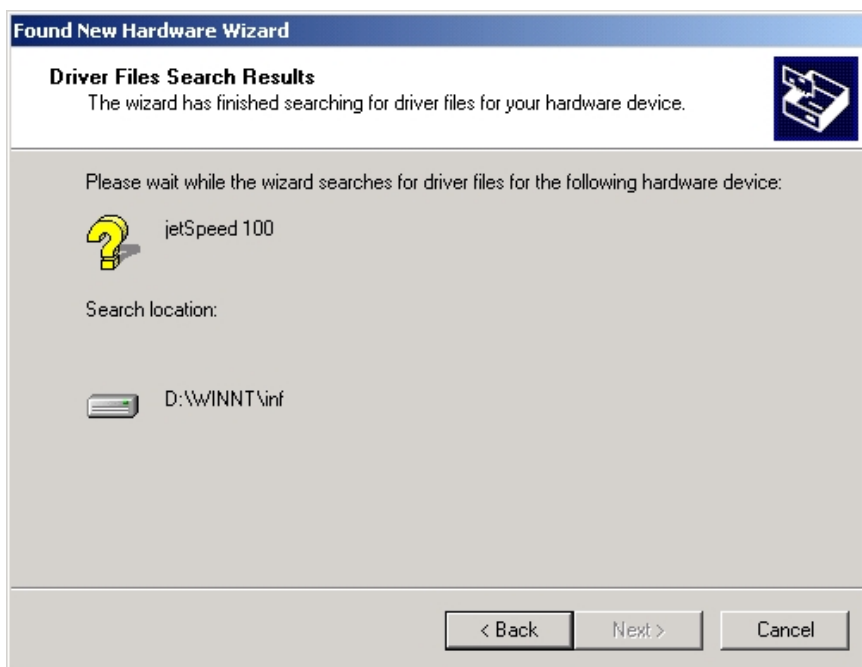 Found New Hardware Wizard
Driver Files Search Results
The wizard has finished searching for driver files for your hardware device.
Please wait while the wizard searches for driver files for the following hardware device:
jetSpeed 100
Search location:
D:\WINNT\inf
< Back
Next >
Cancel